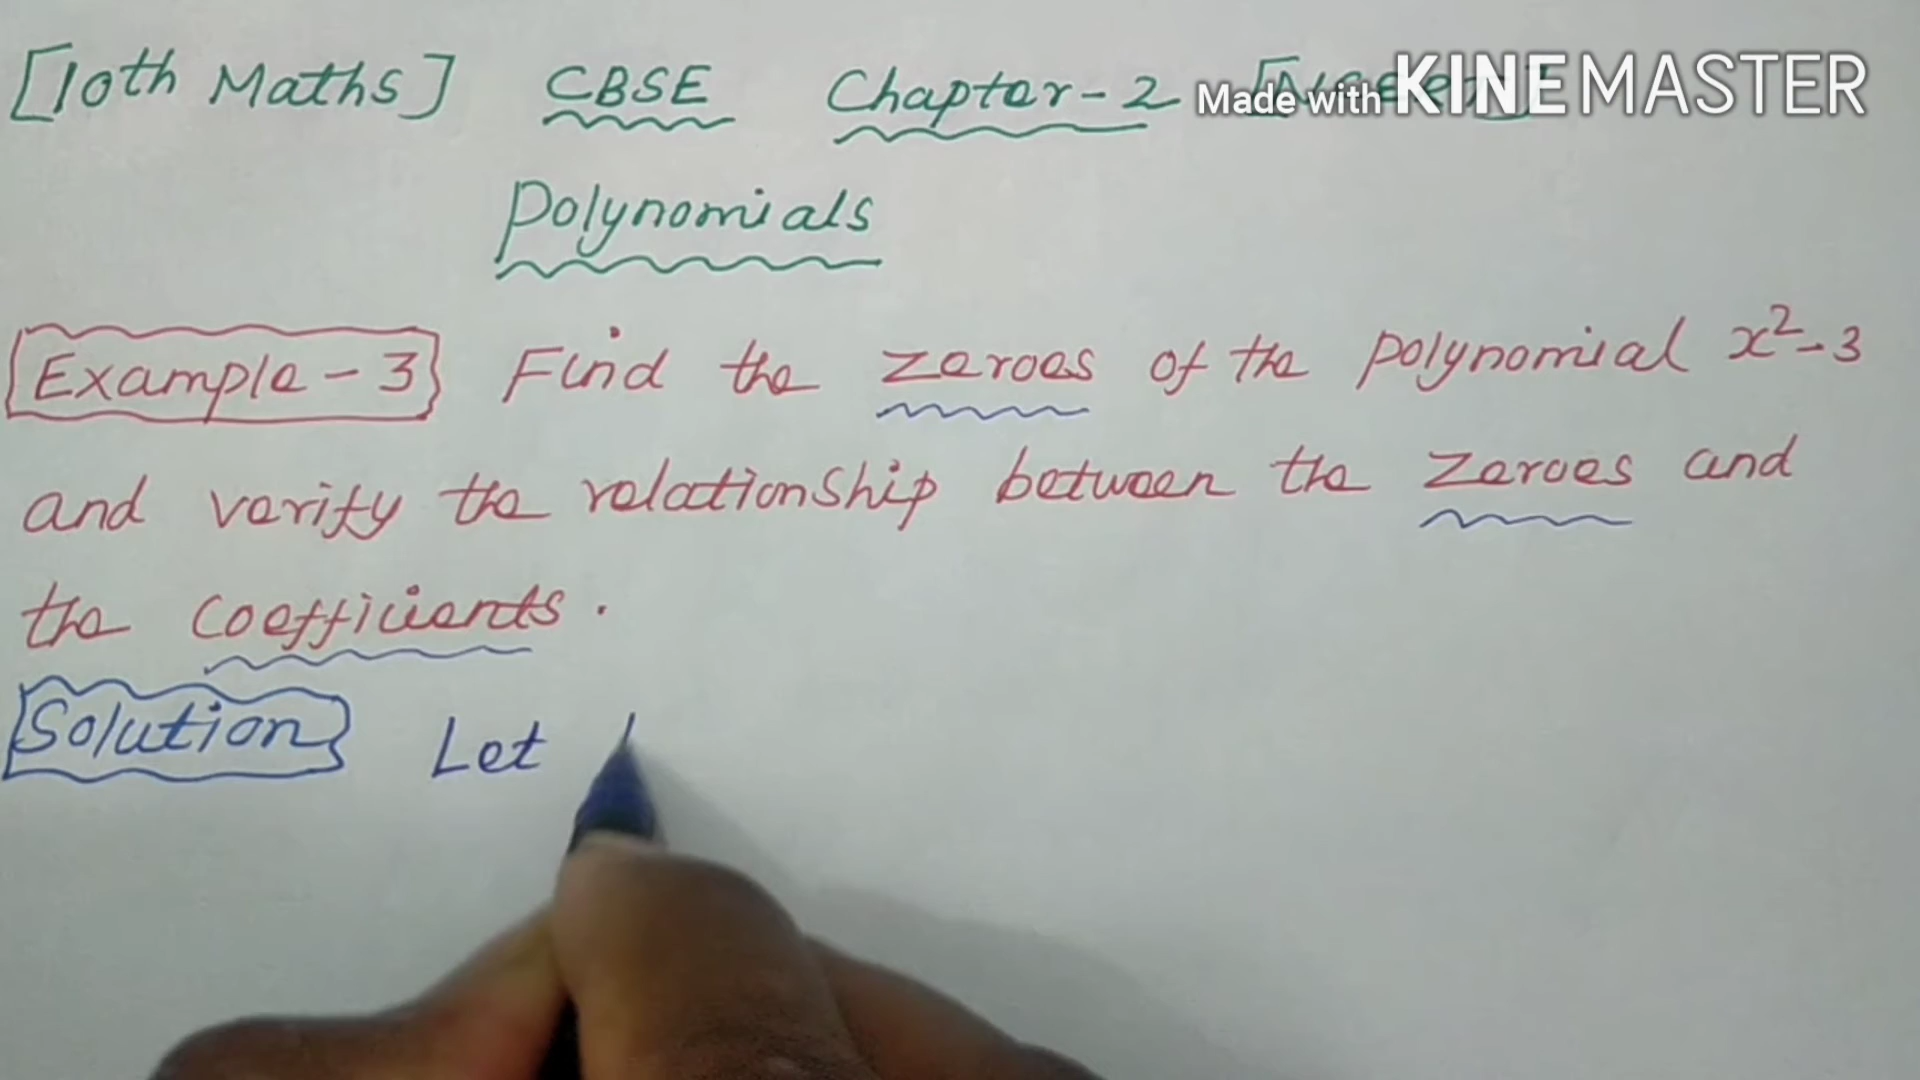 [10th Maths] CBSE Chapter-2
Made with KINEMASTER
Polynomials
Example-3 Find the zeroes of the polynomial x²-3
and verify the relationship between the zeroes and
the coefficients.
Solution Let